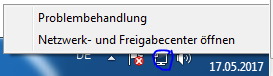 Problembehandlung
Netzwerk- und Freigabecenter öffnen
DE
17.05.2017